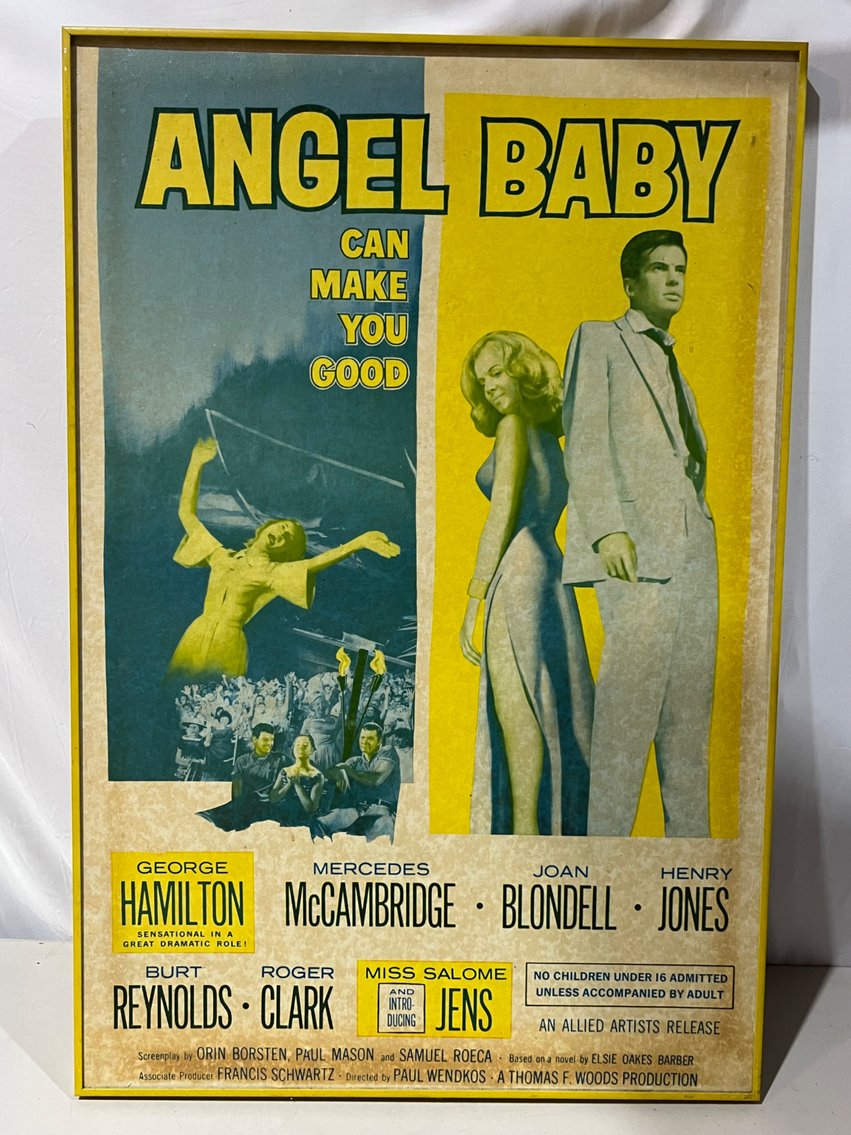 ANGEL BABY
CAN
MAKE
YOU
GOOD
GEORGE
HAMILTON
SENSATIONAL IN A
GREAT DRAMATIC ROLE!
MERCEDES
McCAMBRIDGE •
JOAN
BLONDELL •
HENRY
JONES
BURT
REYNOLDS •
ROGER
CLARK
MISS SALOME
AND
INTRO-
DUCING
JENS
NO CHILDREN UNDER 16 ADMITTED
UNLESS ACCOMPANIED BY ADULT
AN ALLIED ARTISTS RELEASE
Screenplay by ORIN BORSTEN, PAUL MASON and SAMUEL ROECA • Based on a novel by ELSIE OAKES BARBER
Associate Producer FRANCIS SCHWARTZ • Directed by PAUL WENDKOS • A THOMAS F. WOODS PRODUCTION